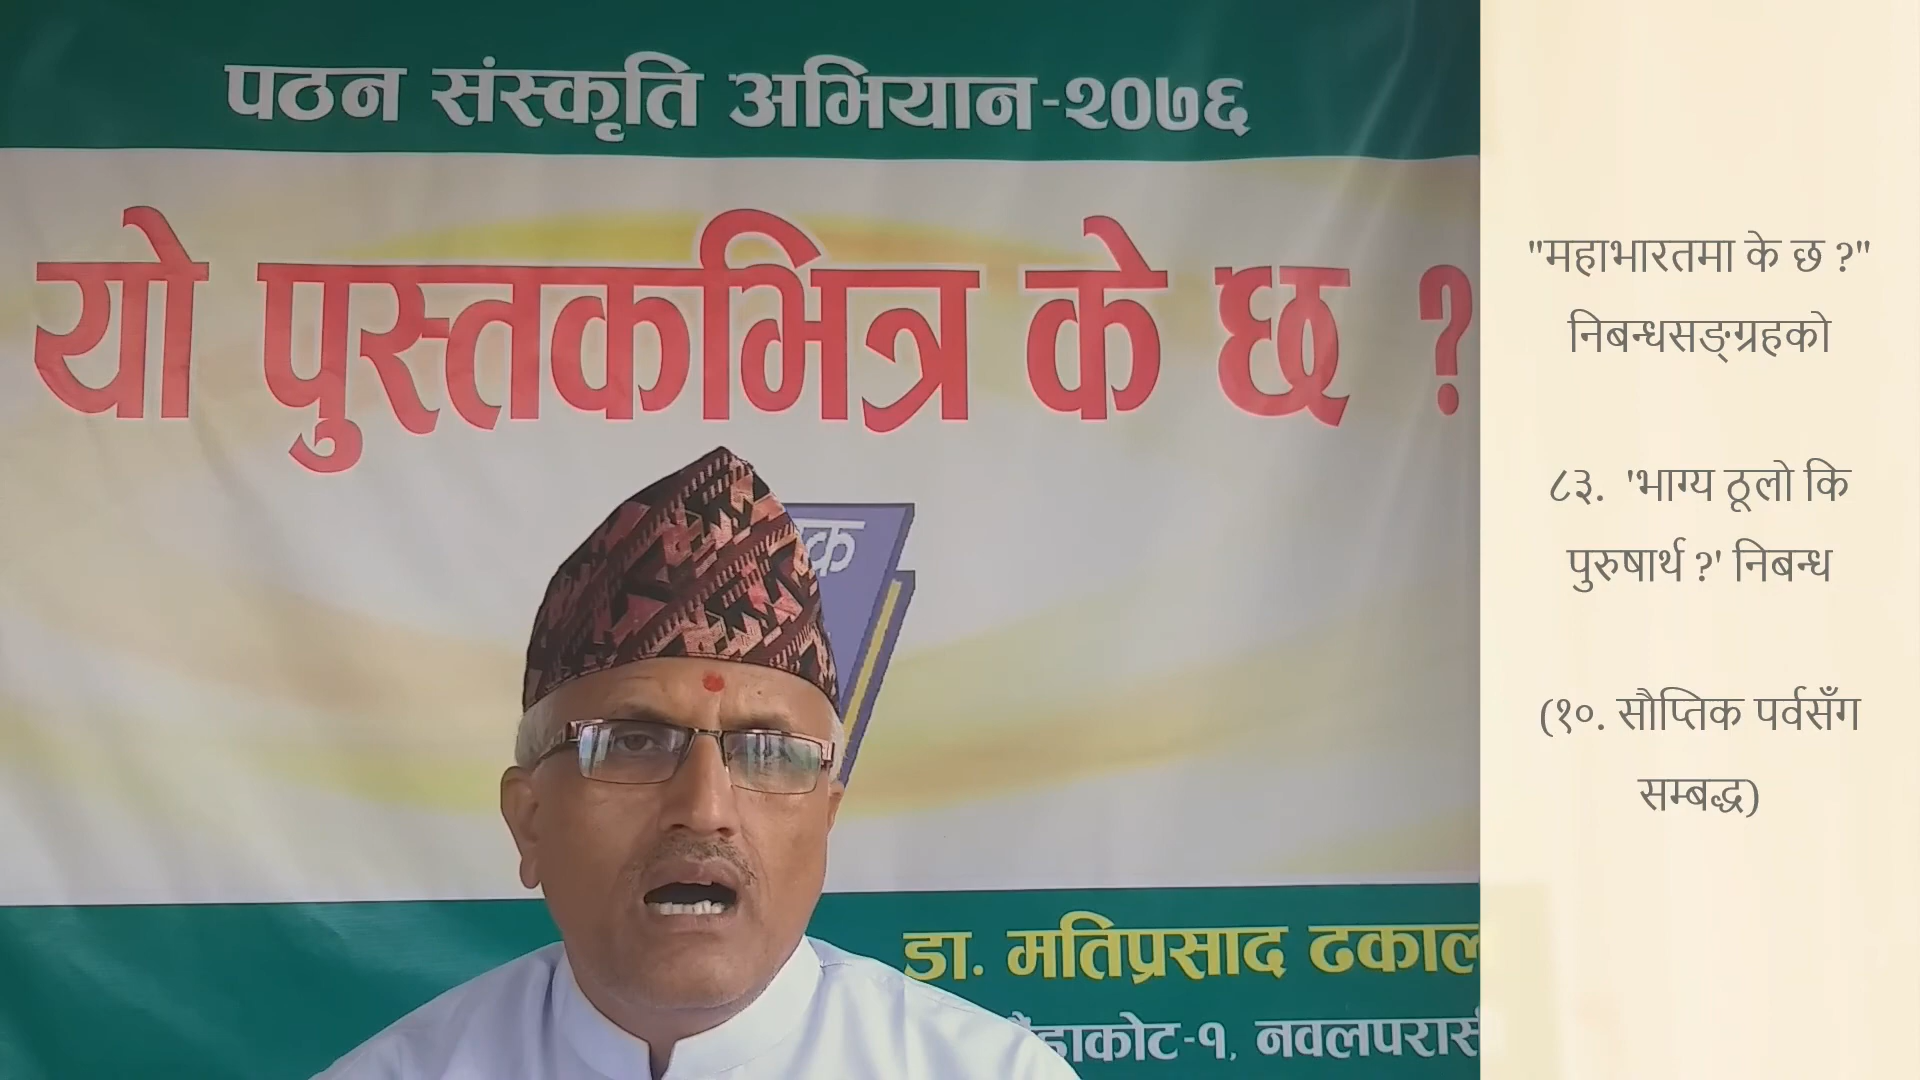 पठन संस्कृति अभियान-२०७६
यो पुस्तकभित्र के छ ?
डा. मतिप्रसाद ढकाल
नवलपरासी
"महाभारतमा के छ ?"
निबन्धसङ्ग्रहको
८३. 'भाग्य ठूलो कि
पुरुषार्थ ?' निबन्ध
(१०. सौप्तिक पर्वसँग
सम्बद्ध)